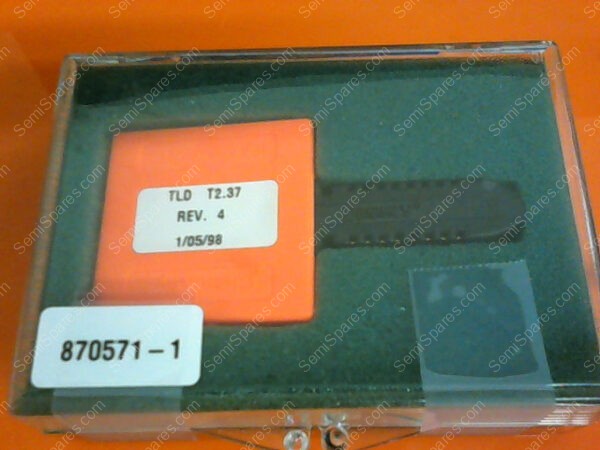 TLD T2.37
REV. 4
1/05/98
870571-1
SemiSpares.com